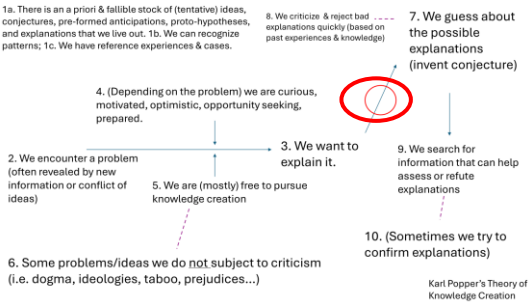 1a. There is an a priori & fallible stock of (tentative) ideas,
conjectures, pre-formed anticipations, proto-hypotheses,
and explanations that we live out. 1b. We can recognize
patterns; 1c. We have reference experiences & cases.
8. We criticize & reject bad
explanations quickly (based on
past experiences & knowledge)
7. We guess about
the possible
explanations
(invent conjecture)
4. (Depending on the problem) we are curious,
motivated, optimistic, opportunity seeking,
prepared.
2. We encounter a problem
(often revealed by new
information or conflict of
ideas)
3. We want to
explain it.
5. We are (mostly) free to pursue
knowledge creation
9. We search for
information that can help
assess or refute
explanations
6. Some problems/ideas we do not subject to criticism
(i.e. dogma, ideologies, taboo, prejudices...)
10. (Sometimes we try to
confirm explanations)
Karl Popper's Theory of
Knowledge Creation